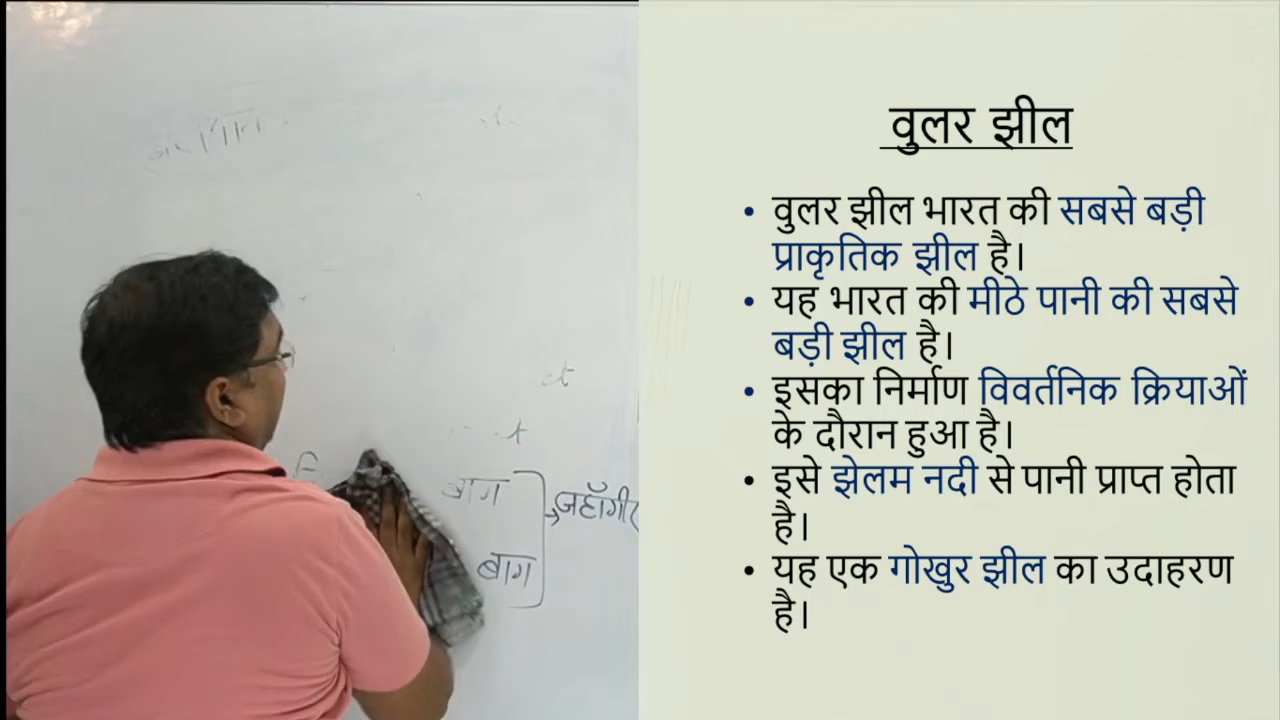 बाग
जहाँगीर
बाग
वुलर झील
• वुलर झील भारत की सबसे बड़ी
प्राकृतिक झील है।
• यह भारत की मीठे पानी की सबसे
बड़ी झील है।
• इसका निर्माण विवर्तनिक क्रियाओं
के दौरान हुआ है।
• इसे झेलम नदी से पानी प्राप्त होता
है।
• यह एक गोखुर झील का उदाहरण
है।